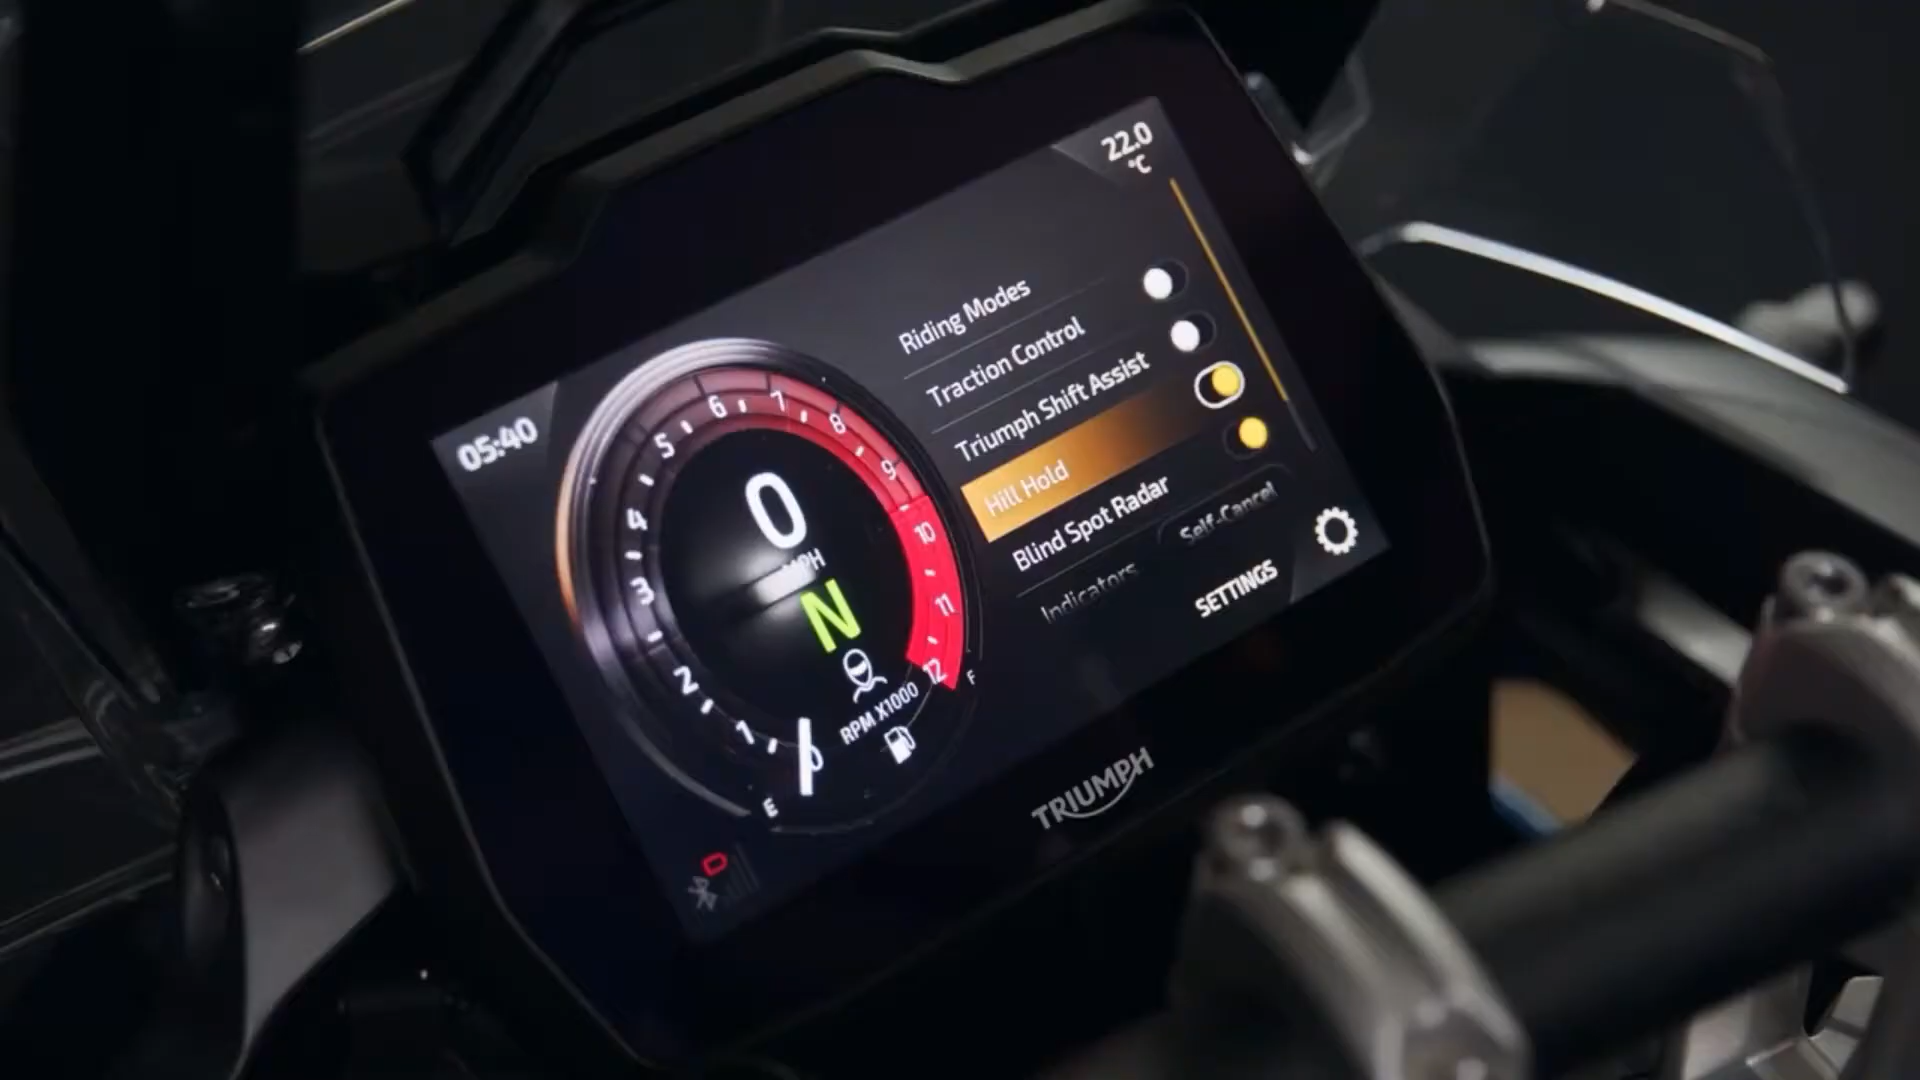 22.0
°C
05:40
Riding Modes
Traction Control
Triumph Shift Assist
Hill Hold
Blind Spot Radar
Indicators
Self-Cancel
SETTINGS
1
2
3
4
5
6
7
8
9
10
11
12
0
MPH
N
RPM X1000
E
F
TRIUMPH